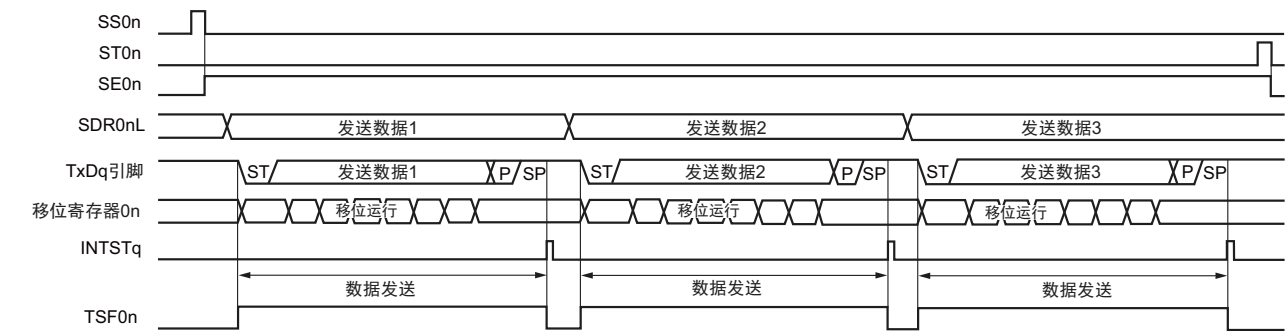 SS0n
ST0n
SE0n
SDR0nL 发送数据1 发送数据2 发送数据3
TxDq引脚 ST 发送数据1 P SP ST 发送数据2 P SP ST 发送数据3 P SP
移位寄存器0n 移位运行 移位运行 移位运行
INTSTq
数据发送 数据发送 数据发送
TSF0n